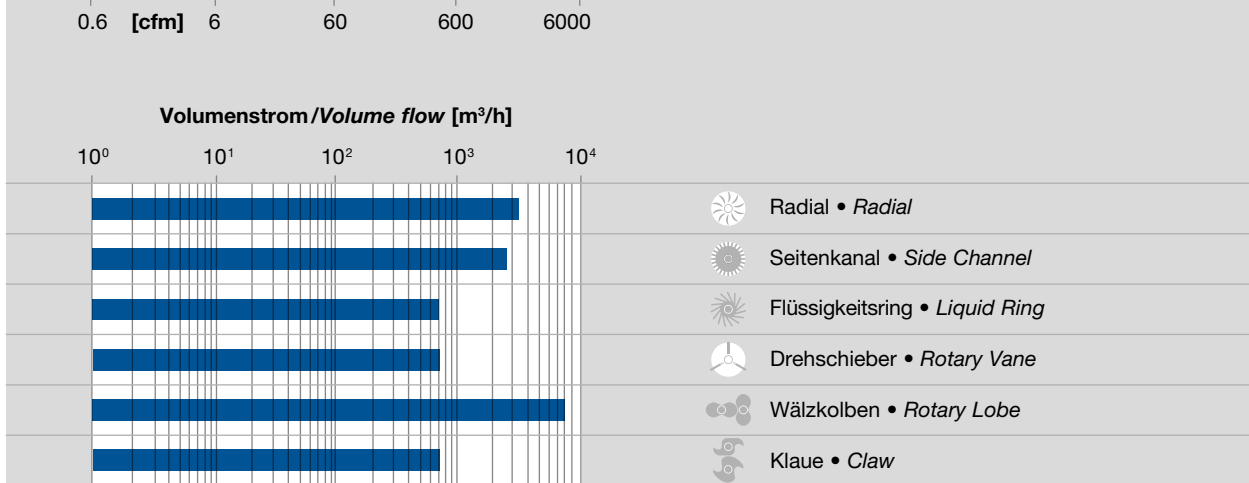 0.6 [cfm] 6 60 600 6000
Volumenstrom/Volume flow [m³/h]
10⁰ 10¹ 10² 10³ 10⁴
Radial • Radial
Seitenkanal • Side Channel
Flüssigkeitsring • Liquid Ring
Drehschieber • Rotary Vane
Wälzkolben • Rotary Lobe
Klaue • Claw